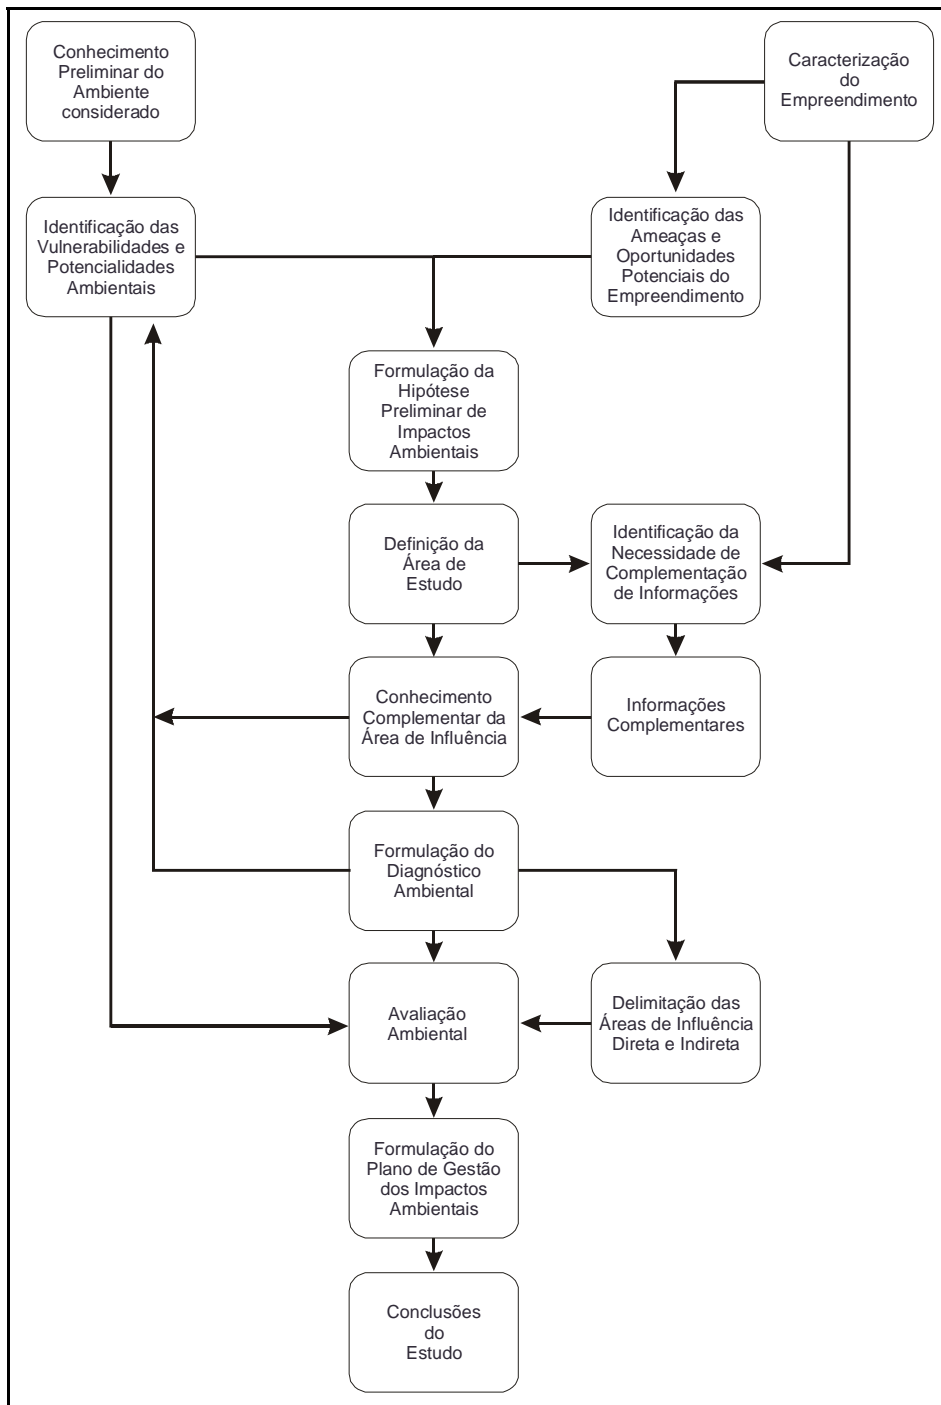 Conhecimento
Preliminar do
Ambiente
considerado
Caracterização
do
Empreendimento
Identificação das
Vulnerabilidades e
Potencialidades
Ambientais
Identificação das
Ameaças e
Oportunidades
Potenciais do
Empreendimento
Formulação da
Hipótese
Preliminar de
Impactos
Ambientais
Definição da
Área de
Estudo
Identificação da
Necessidade de
Complementação
de Informações
Conhecimento
Complementar da
Área de Influência
Informações
Complementares
Formulação do
Diagnóstico
Ambiental
Avaliação
Ambiental
Delimitação das
Áreas de Influência
Direta e Indireta
Formulação do
Plano de Gestão
dos Impactos
Ambientais
Conclusões
do
Estudo